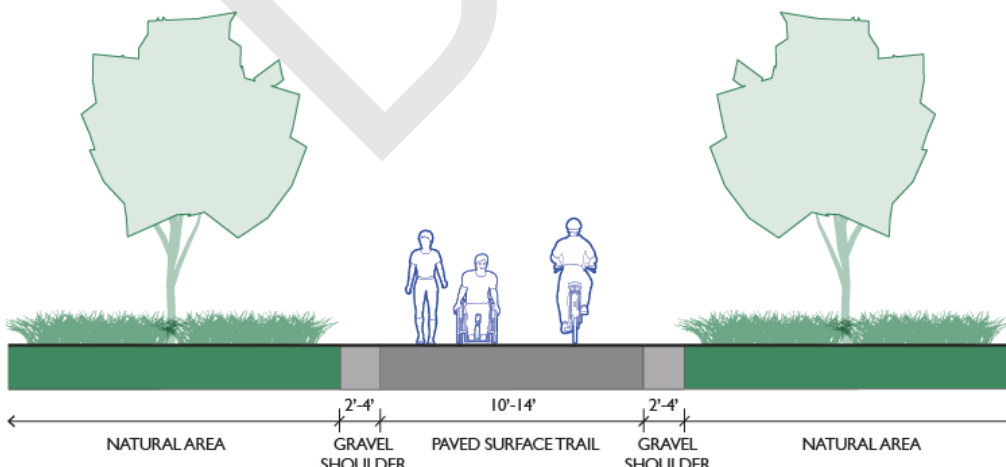 2'-4' 10'-14' 2'-4'
NATURAL AREA GRAVEL SHOULDER PAVED SURFACE TRAIL GRAVEL SHOULDER NATURAL AREA